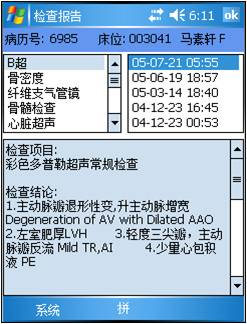 检查报告 6:11 ok
病历号: 6985 床位: 003041 马素轩 F
B超
骨密度
纤维支气管镜
骨髓检查
心脏超声
05-07-21 05:55
05-06-19 18:57
05-03-14 18:40
04-12-23 16:45
04-12-23 00:53
检查项目:
彩色多普勒超声常规检查
检查结论:
1.主动脉瓣退形性变,升主动脉增宽
Degeneration of AV with Dilated AAO
2.左室肥厚LVH 3.轻度三尖瓣，主动
脉瓣反流 Mild TR,AI 4.少量心包积
液 PE
系统 拼